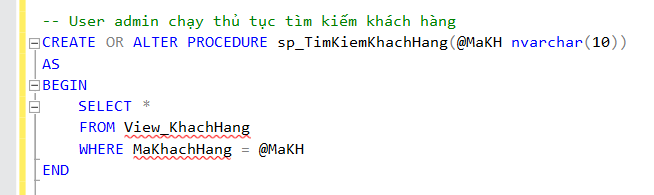 -- User admin chạy thủ tục tìm kiếm khách hàng
CREATE OR ALTER PROCEDURE sp_TimKiemKhachHang(@MaKH nvarchar(10))
AS
BEGIN
SELECT *
FROM View_KhachHang
WHERE MaKhachHang = @MaKH
END